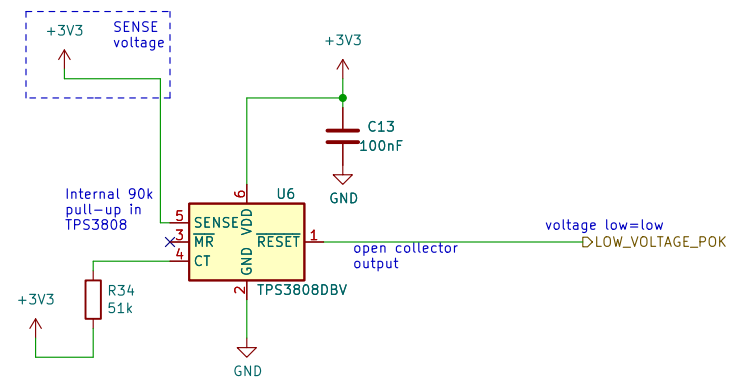 +3V3
SENSE
voltage
+3V3
C13
100nF
GND
Internal 90k
pull-up in
TPS3808
6
U6
5
SENSE
VDD
3
MR
RESET
1
4
CT
GND
2
TPS3808DBV
voltage low=low
LOW_VOLTAGE_POK
open collector
output
R34
51k
+3V3
GND